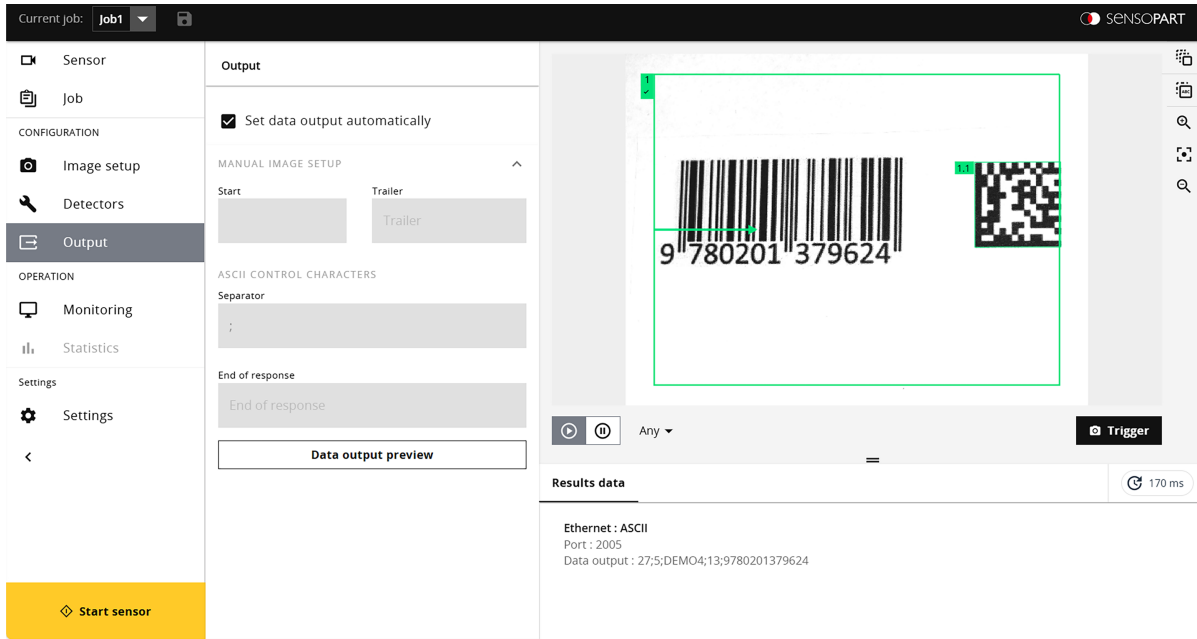 Current job: Job1
SENSOPART
Sensor
Job
CONFIGURATION
Image setup
Detectors
Output
OPERATION
Monitoring
Statistics
Settings
Settings
Start sensor
Output
Set data output automatically
MANUAL IMAGE SETUP
Start Trailer
Trailer
ASCII CONTROL CHARACTERS
Separator
;
End of response
End of response
Data output preview
1
1.1
9 780201 379624
ABC
Any
Trigger
Results data
170 ms
Ethernet : ASCII
Port : 2005
Data output : 27;5;DEMO4;13;9780201379624